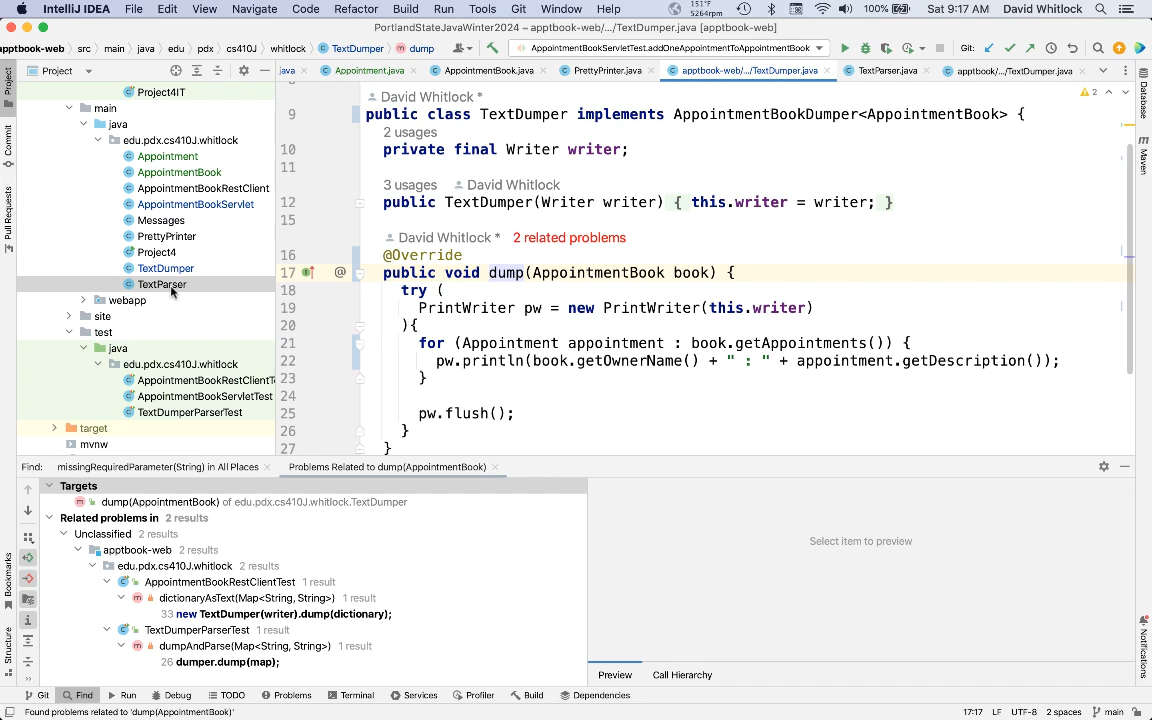 IntelliJ IDEA File Edit View Navigate Code Refactor Build Run Tools Git Window Help 151°F 5264rpm 100% Sat 9:17 AM David Whitlock
PortlandStateJavaWinter2024 – apptbook-web/.../TextDumper.java [apptbook-web]
apptbook-web src main java edu pdx cs410J whitlock TextDumper dump AppointmentBookServletTest.addOneAppointmentToAppointmentBook Git:
Project java Appointment.java AppointmentBook.java PrettyPrinter.java apptbook-web/.../TextDumper.java TextParser.java apptbook/.../TextDumper.java
Project
Commit
Pull Requests
Bookmarks
Structure
Project4IT
main
java
edu.pdx.cs410J.whitlock
Appointment
AppointmentBook
AppointmentBookRestClient
AppointmentBookServlet
Messages
PrettyPrinter
Project4
TextDumper
TextParser
webapp
site
test
java
edu.pdx.cs410J.whitlock
AppointmentBookRestClientT
AppointmentBookServletTest
TextDumperParserTest
target
mvnw
David Whitlock * 2
9 public class TextDumper implements AppointmentBookDumper<AppointmentBook> {
2 usages
10 private final Writer writer;
11
3 usages David Whitlock
12 public TextDumper(Writer writer) { this.writer = writer; }
15
David Whitlock * 2 related problems
16 @Override
17 @ public void dump(AppointmentBook book) {
18 try (
19 PrintWriter pw = new PrintWriter(this.writer)
20 ){
21 for (Appointment appointment : book.getAppointments()) {
22 pw.println(book.getOwnerName() + " : " + appointment.getDescription());
23 }
24
25 pw.flush();
26 }
27 }
Database
Maven
Notifications
Find: missingRequiredParameter(String) in All Places Problems Related to dump(AppointmentBook)
Targets
dump(AppointmentBook) of edu.pdx.cs410J.whitlock.TextDumper
Related problems in 2 results
Unclassified 2 results
apptbook-web 2 results
edu.pdx.cs410J.whitlock 2 results
AppointmentBookRestClientTest 1 result
dictionaryAsText(Map<String, String>) 1 result
33 new TextDumper(writer).dump(dictionary);
TextDumperParserTest 1 result
dumpAndParse(Map<String, String>) 1 result
26 dumper.dump(map);
Select item to preview
Preview Call Hierarchy
Git Find Run Debug TODO Problems Terminal Services Profiler Build Dependencies
Found problems related to 'dump(AppointmentBook)' 17:17 LF UTF-8 2 spaces main